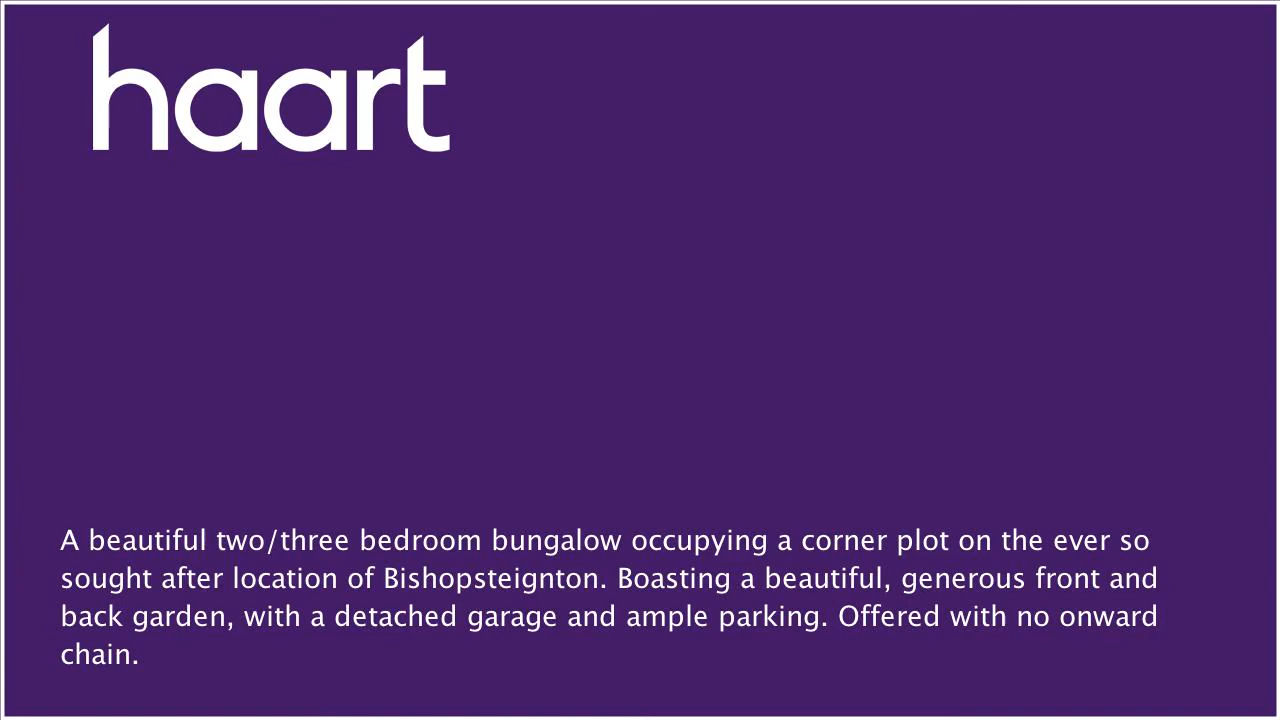 haart
A beautiful two/three bedroom bungalow occupying a corner plot on the ever so
sought after location of Bishopsteignton. Boasting a beautiful, generous front and
back garden, with a detached garage and ample parking. Offered with no onward
chain.